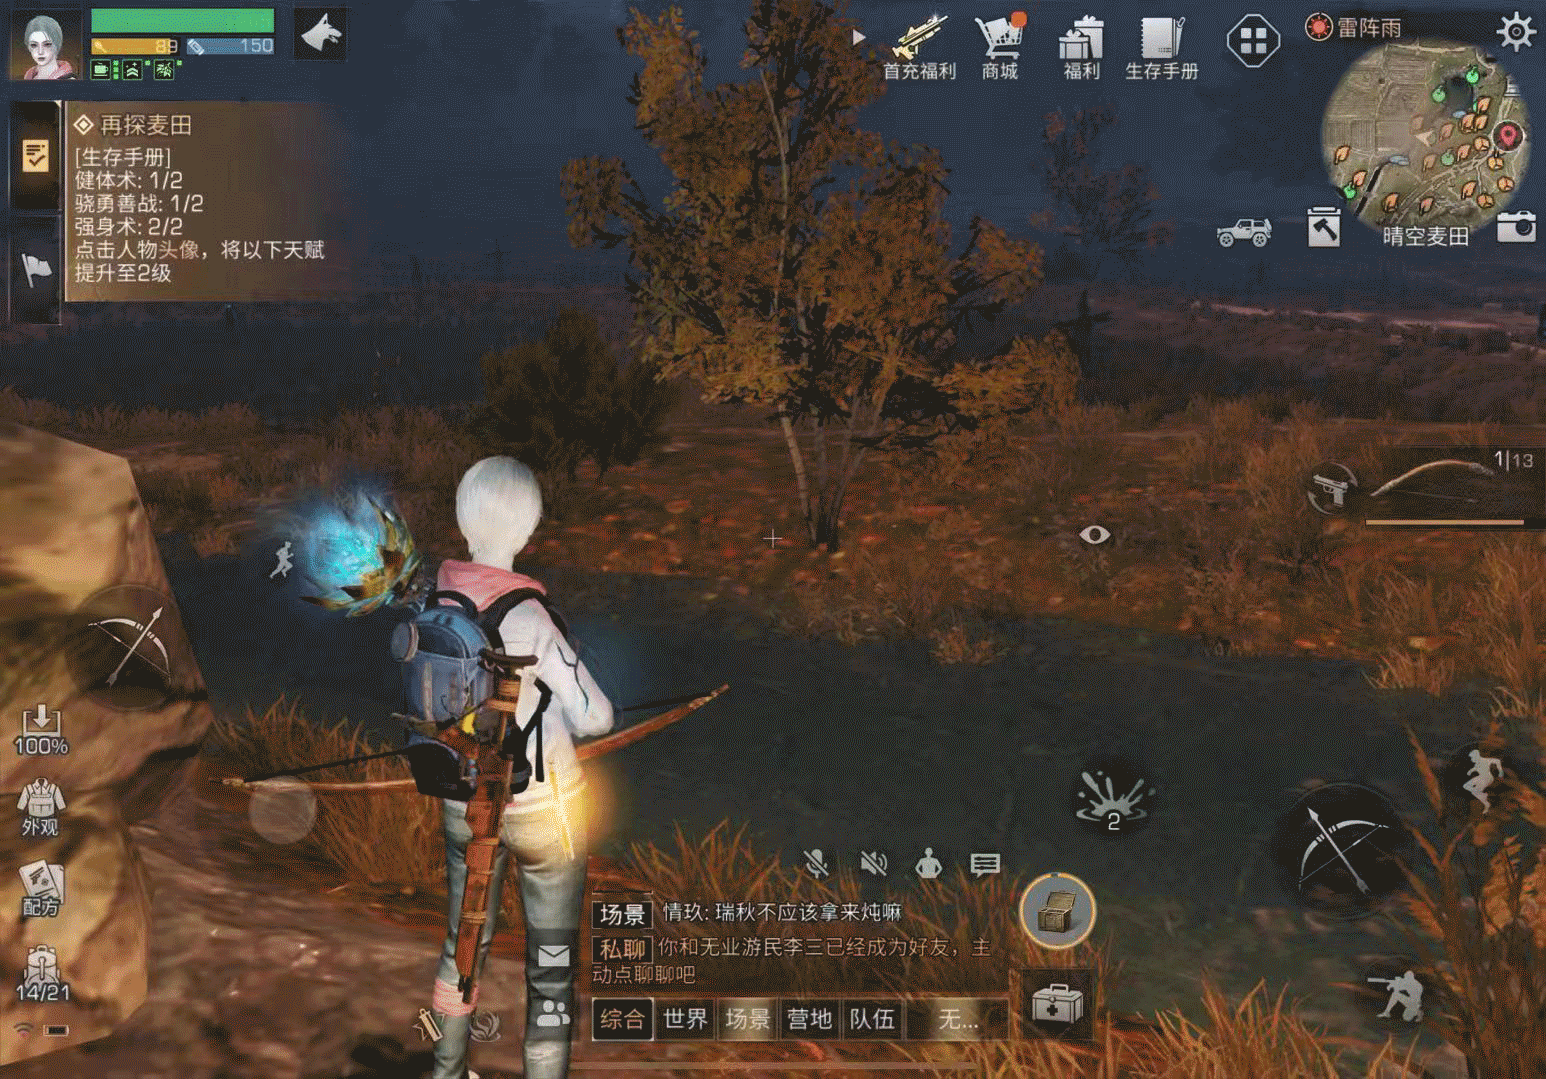 89
150
首充福利
商城
福利
生存手册
雷阵雨
再探麦田
[生存手册]
健体术: 1/2
骁勇善战: 1/2
强身术: 2/2
点击人物头像，将以下天赋
提升至2级
晴空麦田
1|13
100%
外观
配方
14/21
2
场景 情玖: 瑞秋不应该拿来炖嘛
私聊 你和无业游民李三已经成为好友，主
动点聊聊吧
综合 世界 场景 营地 队伍 无...